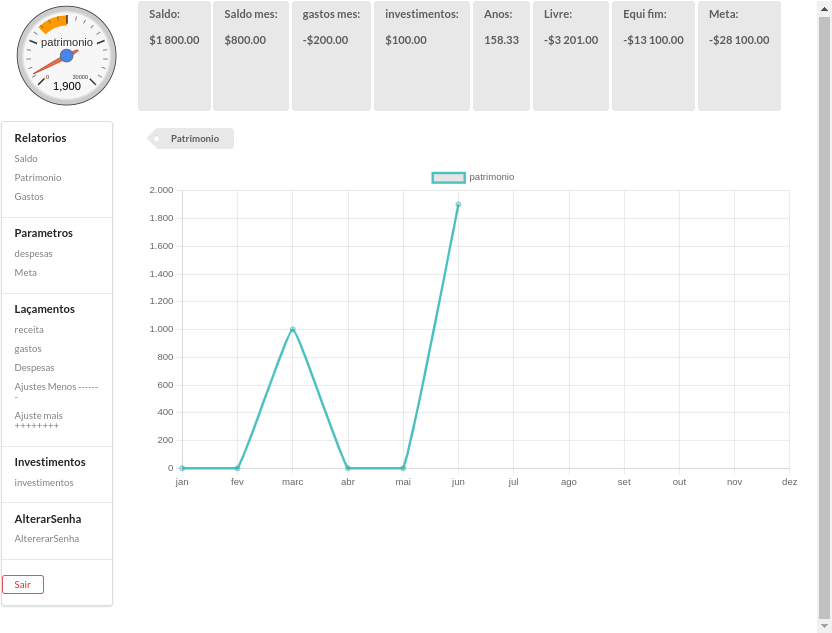 patrimonio
0
30000
1,900
Saldo:
$1 800.00
Saldo mes:
$800.00
gastos mes:
-$200.00
investimentos:
$100.00
Anos:
158.33
Livre:
-$3 201.00
Equi fim:
-$13 100.00
Meta:
-$28 100.00
Relatorios
Saldo
Patrimonio
Gastos
Parametros
despesas
Meta
Laçamentos
receita
gastos
Despesas
Ajustes Menos ------
-
Ajuste mais
++++++++
Investimentos
investimentos
AlterarSenha
AltererarSenha
Sair
Patrimonio
patrimonio
2.000
1.800
1.600
1.400
1.200
1.000
800
600
400
200
0
jan fev marc abr mai jun jul ago set out nov dez